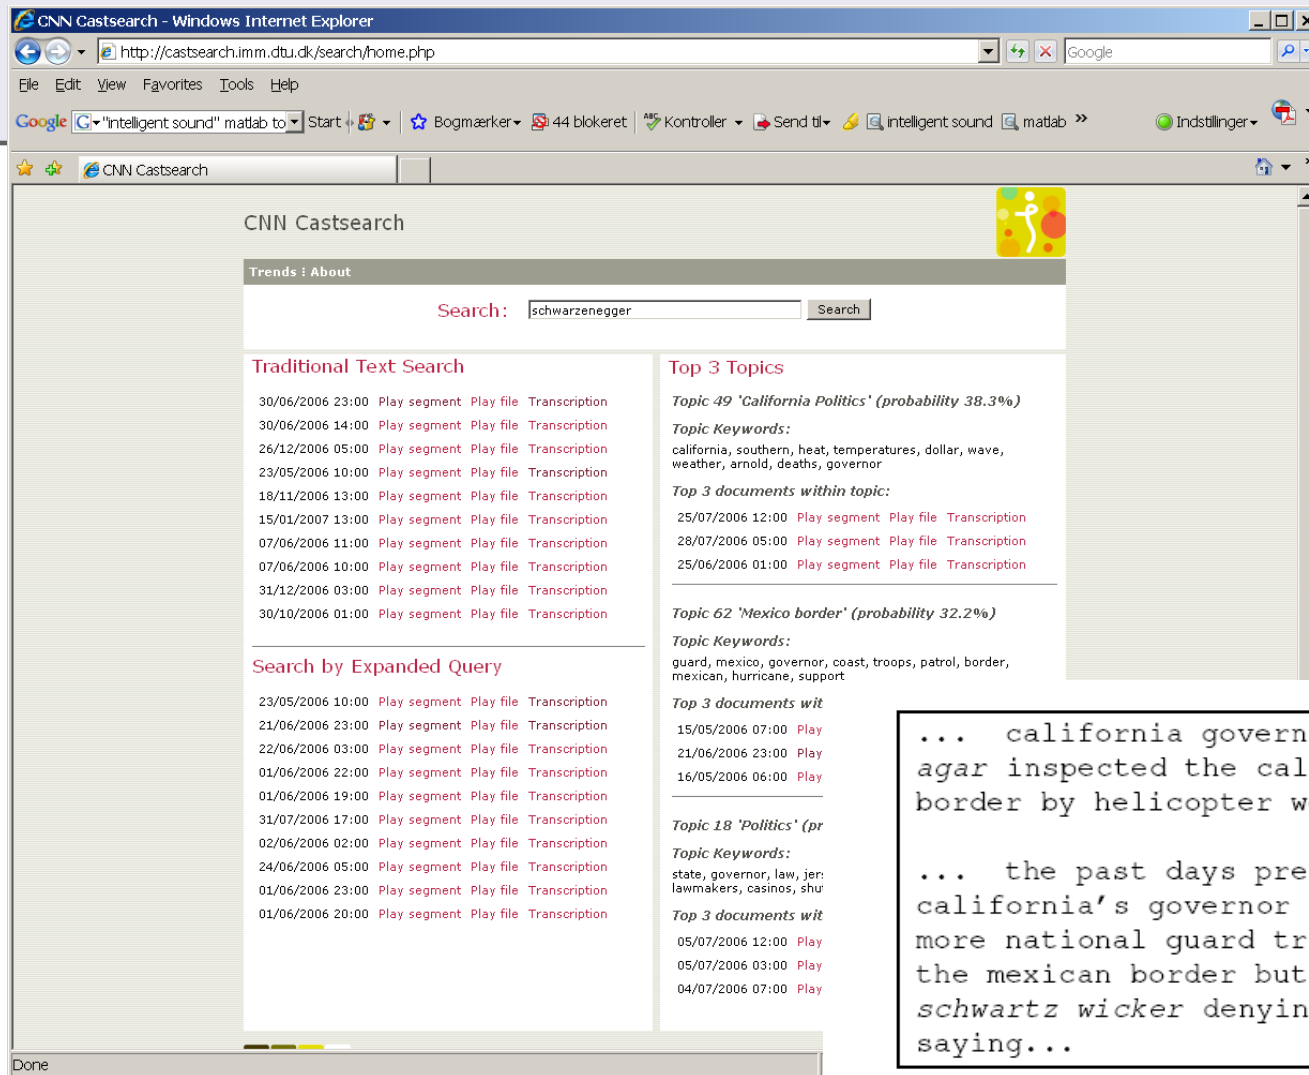 CNN Castsearch - Windows Internet Explorer
http://castsearch.imm.dtu.dk/search/home.php
Google
File Edit View Favorites Tools Help
Google G "intelligent sound" matlab to Start Bogmærker 44 blokeret ABC Kontroller Send til intelligent sound matlab » Indstillinger
CNN Castsearch
CNN Castsearch
Trends : About
Search: schwarzenegger Search
Traditional Text Search
30/06/2006 23:00 Play segment Play file Transcription
30/06/2006 14:00 Play segment Play file Transcription
26/12/2006 05:00 Play segment Play file Transcription
23/05/2006 10:00 Play segment Play file Transcription
18/11/2006 13:00 Play segment Play file Transcription
15/01/2007 13:00 Play segment Play file Transcription
07/06/2006 11:00 Play segment Play file Transcription
07/06/2006 10:00 Play segment Play file Transcription
31/12/2006 03:00 Play segment Play file Transcription
30/10/2006 01:00 Play segment Play file Transcription
Search by Expanded Query
23/05/2006 10:00 Play segment Play file Transcription
21/06/2006 23:00 Play segment Play file Transcription
22/06/2006 03:00 Play segment Play file Transcription
01/06/2006 22:00 Play segment Play file Transcription
01/06/2006 19:00 Play segment Play file Transcription
31/07/2006 17:00 Play segment Play file Transcription
02/06/2006 02:00 Play segment Play file Transcription
24/06/2006 05:00 Play segment Play file Transcription
01/06/2006 23:00 Play segment Play file Transcription
01/06/2006 20:00 Play segment Play file Transcription
Top 3 Topics
Topic 49 'California Politics' (probability 38.3%)
Topic Keywords:
california, southern, heat, temperatures, dollar, wave,
weather, arnold, deaths, governor
Top 3 documents within topic:
25/07/2006 12:00 Play segment Play file Transcription
28/07/2006 05:00 Play segment Play file Transcription
25/06/2006 01:00 Play segment Play file Transcription
Topic 62 'Mexico border' (probability 32.2%)
Topic Keywords:
guard, mexico, governor, coast, troops, patrol, border,
mexican, hurricane, support
Top 3 documents wit
15/05/2006 07:00 Play
21/06/2006 23:00 Play
16/05/2006 06:00 Play
Topic 18 'Politics' (pr
Topic Keywords:
state, governor, law, jers
lawmakers, casinos, shut
Top 3 documents wit
05/07/2006 12:00 Play
05/07/2006 03:00 Play
04/07/2006 07:00 Play
... california govern
agar inspected the cal
border by helicopter w
... the past days pre
california's governor
more national guard tr
the mexican border but
schwartz wicker denyin
saying...
Done